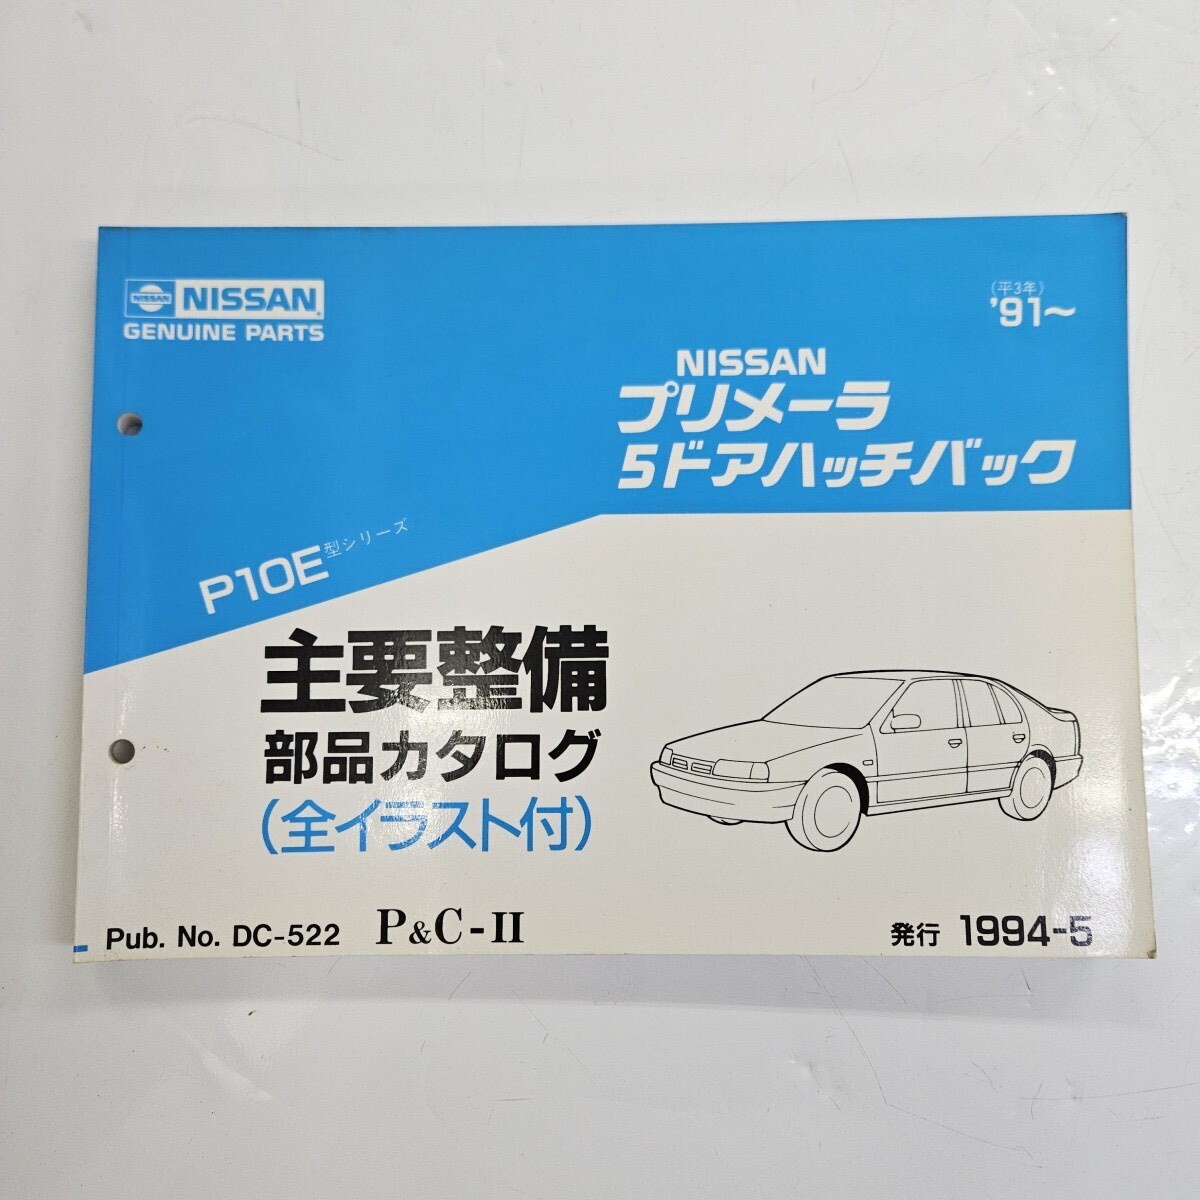 NISSAN NISSAN
GENUINE PARTS
(平3年)
'91～
NISSAN
プリメーラ
5ドアハッチバック
P10E型シリーズ
主要整備
部品カタログ
(全イラスト付)
Pub. No. DC-522 P&C-II
発行 1994-5